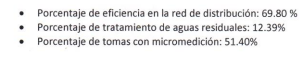 • Porcentaje de eficiencia en la red de distribución: 69.80 %
• Porcentaje de tratamiento de aguas residuales: 12.39%
• Porcentaje de tomas con micromedición: 51.40%